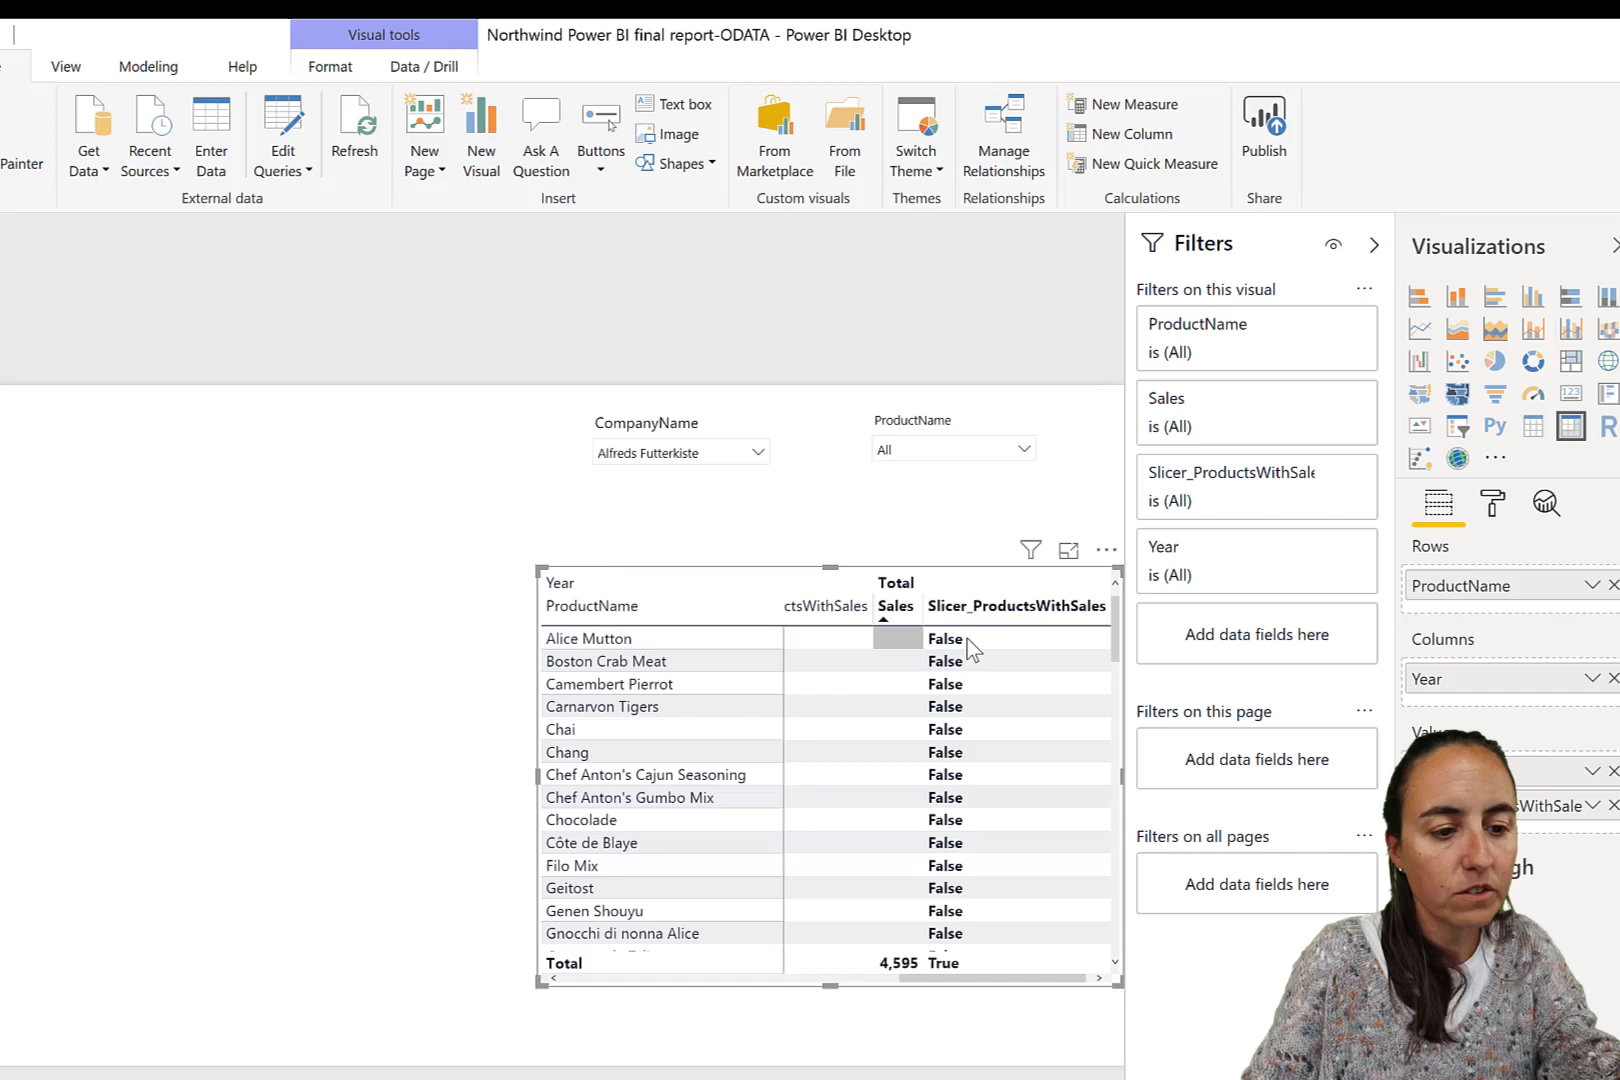 Visual tools
Northwind Power BI final report-ODATA - Power BI Desktop
View
Modeling
Help
Format
Data / Drill
Painter
Get Data
Recent Sources
Enter Data
Edit Queries
Refresh
External data
New Page
New Visual
Ask A Question
Buttons
Text box
Image
Shapes
Insert
From Marketplace
From File
Custom visuals
Switch Theme
Themes
Manage Relationships
Relationships
New Measure
New Column
New Quick Measure
Calculations
Publish
Share
CompanyName
Alfreds Futterkiste
ProductName
All
Year
Total
ProductName
ctsWithSales
Sales
Slicer_ProductsWithSales
Alice Mutton False
Boston Crab Meat False
Camembert Pierrot False
Carnarvon Tigers False
Chai False
Chang False
Chef Anton's Cajun Seasoning False
Chef Anton's Gumbo Mix False
Chocolade False
Côte de Blaye False
Filo Mix False
Geitost False
Genen Shouyu False
Gnocchi di nonna Alice False
Total 4,595 True
Filters
Filters on this visual
ProductName
is (All)
Sales
is (All)
Slicer_ProductsWithSale
is (All)
Year
is (All)
Add data fields here
Filters on this page
Add data fields here
Filters on all pages
Add data fields here
Visualizations
123
Py
R
Rows
ProductName
Columns
Year
Valu
sWithSale
gh